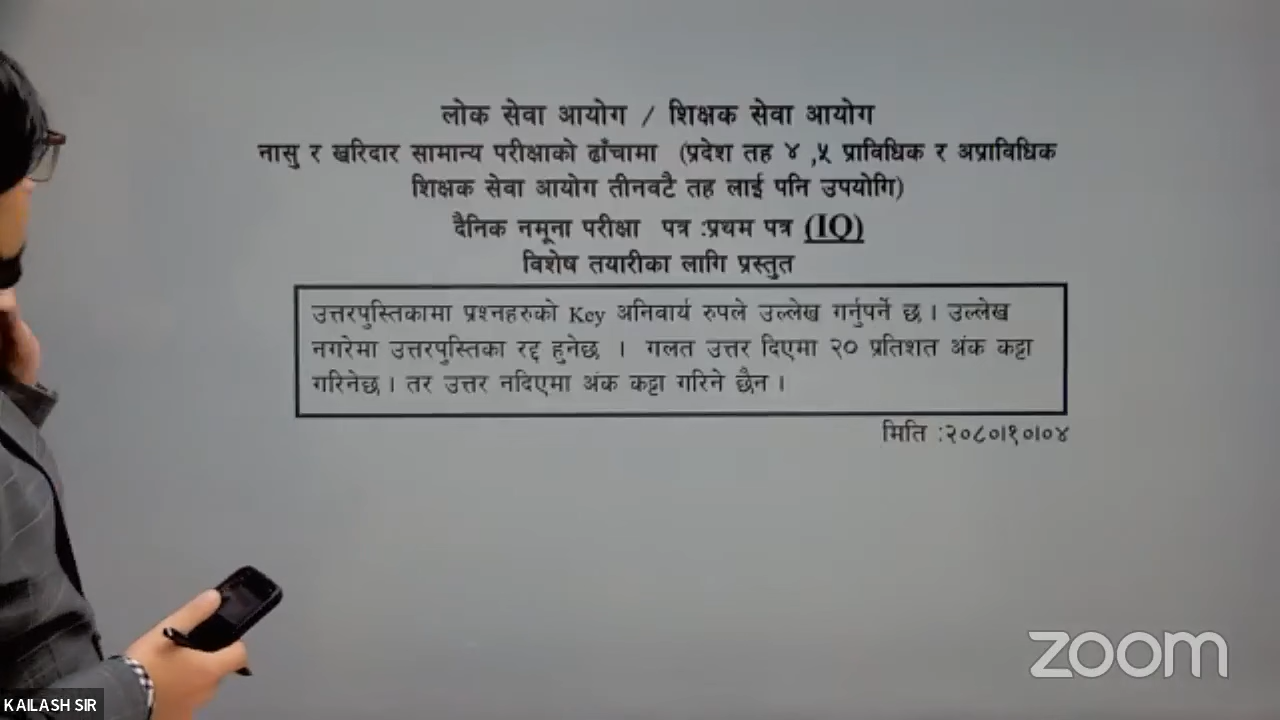 लोक सेवा आयोग / शिक्षक सेवा आयोग
नासु र खरिदार सामान्य परीक्षाको ढाँचामा (प्रदेश तह ४ ,५ प्राविधिक र अप्राविधिक
शिक्षक सेवा आयोग तीनवटै तह लाई पनि उपयोगि)
दैनिक नमूना परीक्षा पत्र :प्रथम पत्र (IQ)
विशेष तयारीका लागि प्रस्तुत
उत्तरपुस्तिकामा प्रश्नहरुको Key अनिवार्य रुपले उल्लेख गर्नुपर्ने छ । उल्लेख
नगरेमा उत्तरपुस्तिका रद्द हुनेछ । गलत उत्तर दिएमा २० प्रतिशत अंक कट्टा
गरिनेछ । तर उत्तर नदिएमा अंक कट्टा गरिने छैन ।
मिति :२०८०।१०।०४
zoom
KAILASH SIR